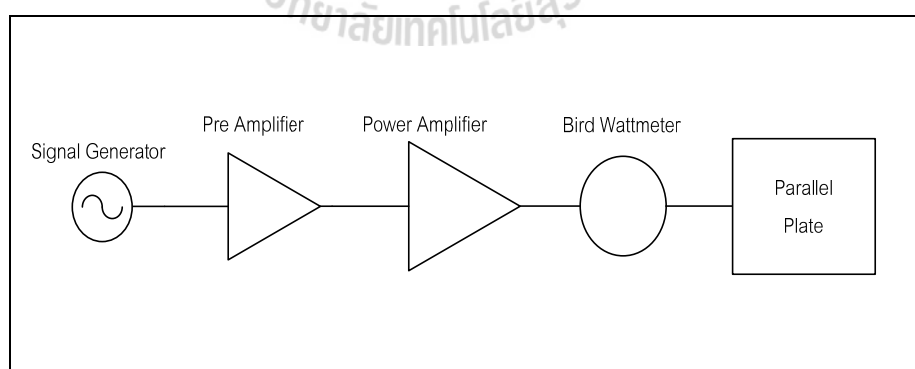 Pre Amplifier
Power Amplifier
Bird Wattmeter
Signal Generator
Parallel
Plate